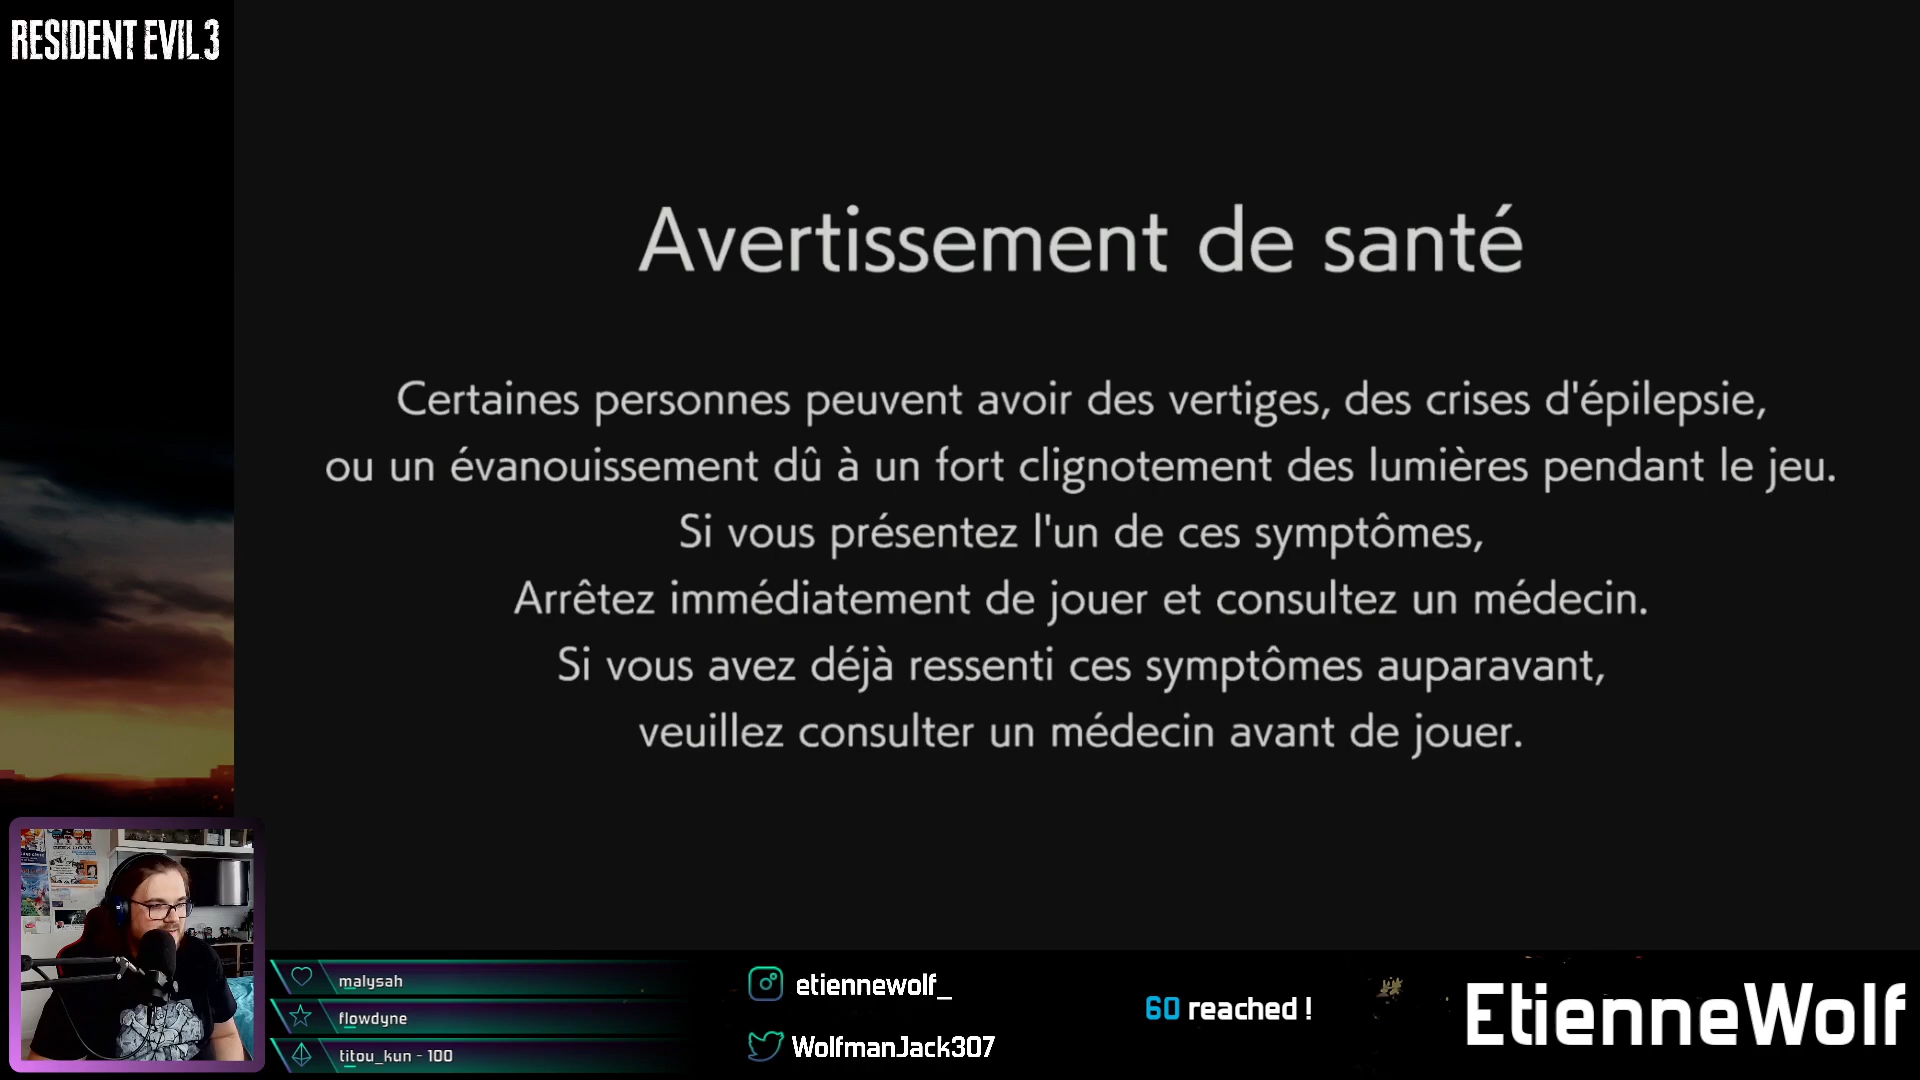 RESIDENT EVIL 3
Avertissement de santé
Certaines personnes peuvent avoir des vertiges, des crises d'épilepsie,
ou un évanouissement dû à un fort clignotement des lumières pendant le jeu.
Si vous présentez l'un de ces symptômes,
Arrêtez immédiatement de jouer et consultez un médecin.
Si vous avez déjà ressenti ces symptômes auparavant,
veuillez consulter un médecin avant de jouer.
malysah
flowdyne
titou_kun - 100
etiennewolf_
WolfmanJack307
60 reached !
EtienneWolf